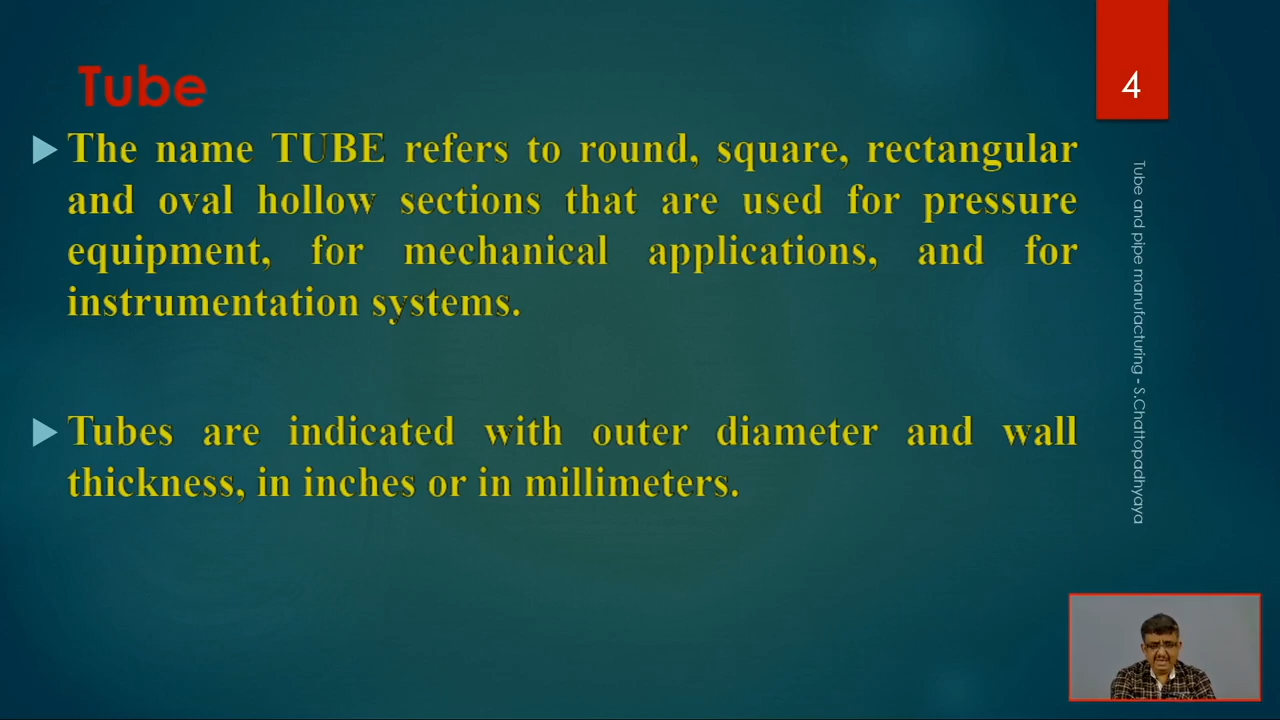 Tube
4
The name TUBE refers to round, square, rectangular
and oval hollow sections that are used for pressure
equipment, for mechanical applications, and for
instrumentation systems.
Tubes are indicated with outer diameter and wall
thickness, in inches or in millimeters.
Tube and pipe manufacturing - S.Chattopadhyaya